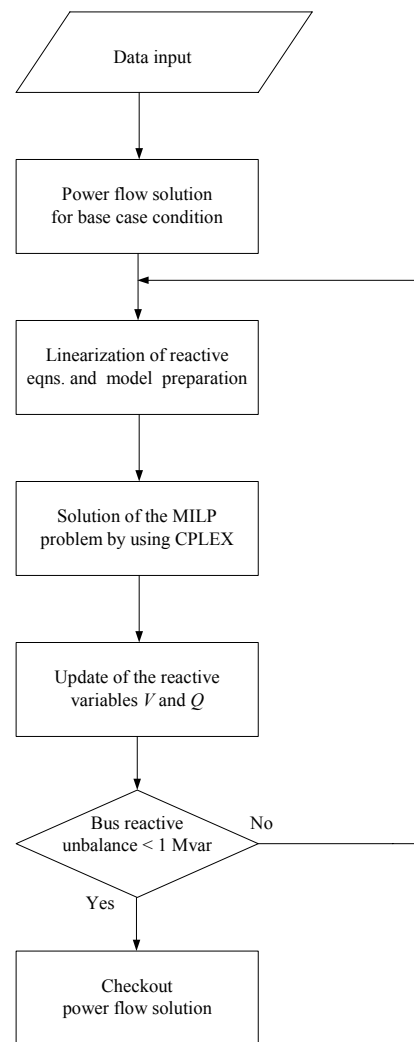 Data input
Power flow solution
for base case condition
Linearization of reactive
eqns. and model preparation
Solution of the MILP
problem by using CPLEX
Update of the reactive
variables V and Q
Bus reactive
unbalance < 1 Mvar
No
Yes
Checkout
power flow solution